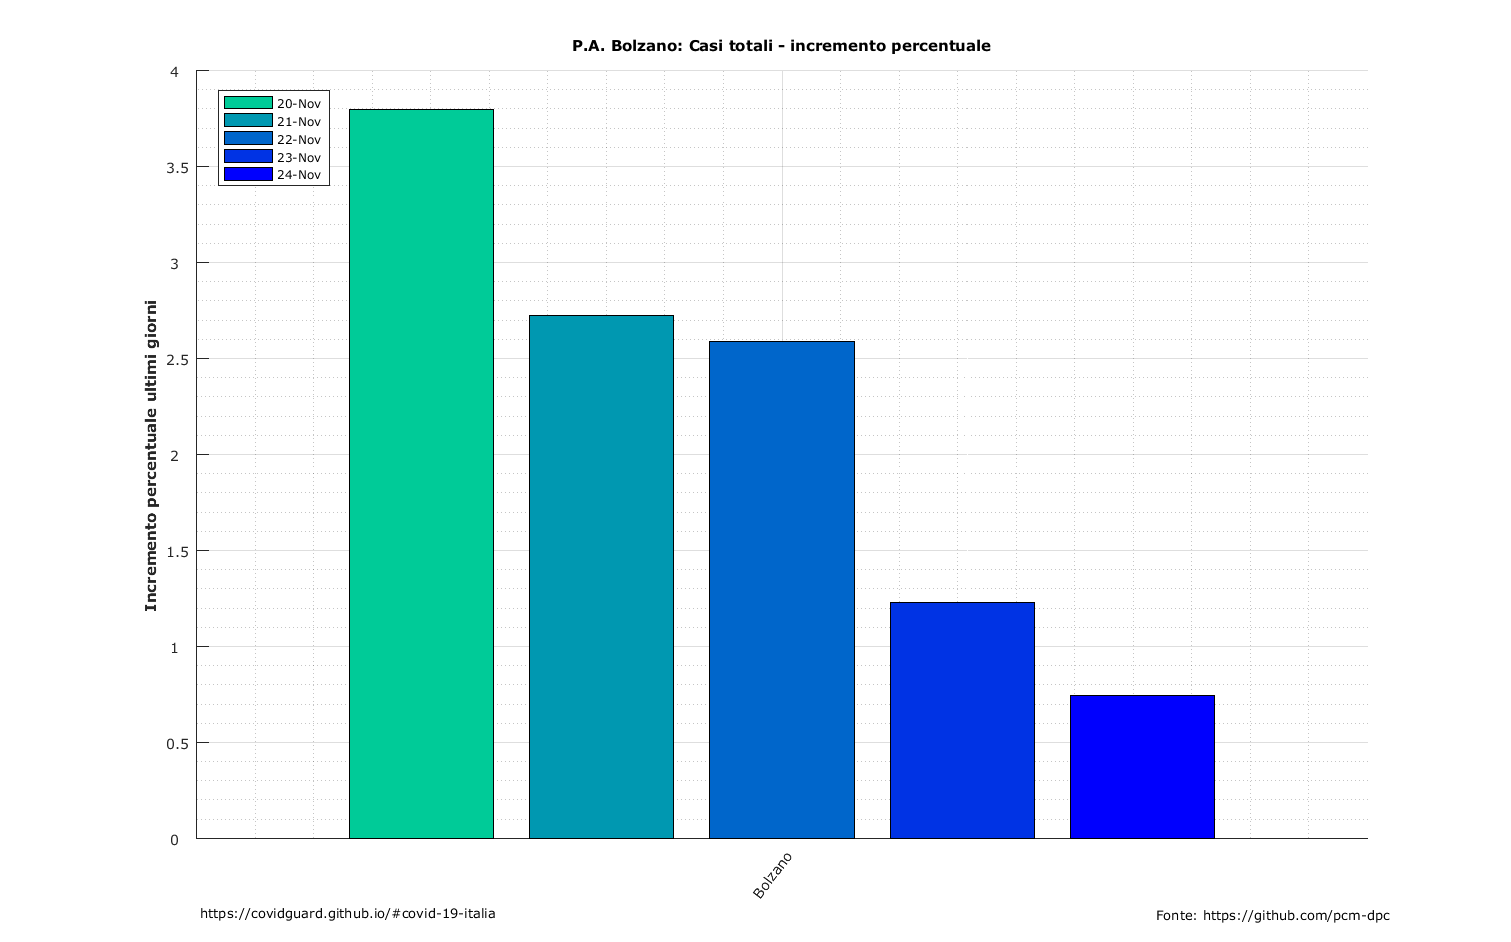 P.A. Bolzano: Casi totali - incremento percentuale
4
3.5
3
2.5
2
1.5
1
0.5
0
20-Nov
21-Nov
22-Nov
23-Nov
24-Nov
Incremento percentuale ultimi giorni
Bolzano
https://covidguard.github.io/#covid-19-italia
Fonte: https://github.com/pcm-dpc